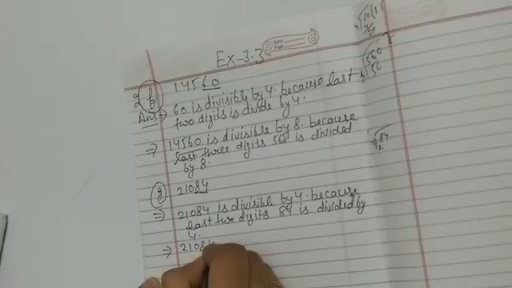 Ex-3.3
2 b) 14560
Ans → 60 is divisible by 4. because last
two digits is divide by 4.
⇒ 14560 is divisible by 8. because
last three digits 560 is divided
by 8.
g) 21084
⇒ 21084 is divisible by 4. because
last two digits 84 is divided by
4.
⇒ 21084